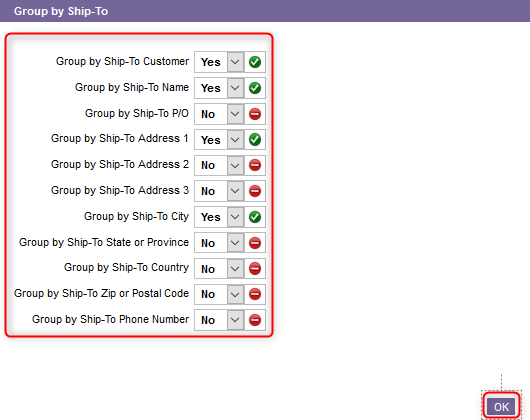 Group by Ship-To
Group by Ship-To Customer Yes
Group by Ship-To Name Yes
Group by Ship-To P/O No
Group by Ship-To Address 1 Yes
Group by Ship-To Address 2 No
Group by Ship-To Address 3 No
Group by Ship-To City Yes
Group by Ship-To State or Province No
Group by Ship-To Country No
Group by Ship-To Zip or Postal Code No
Group by Ship-To Phone Number No
OK